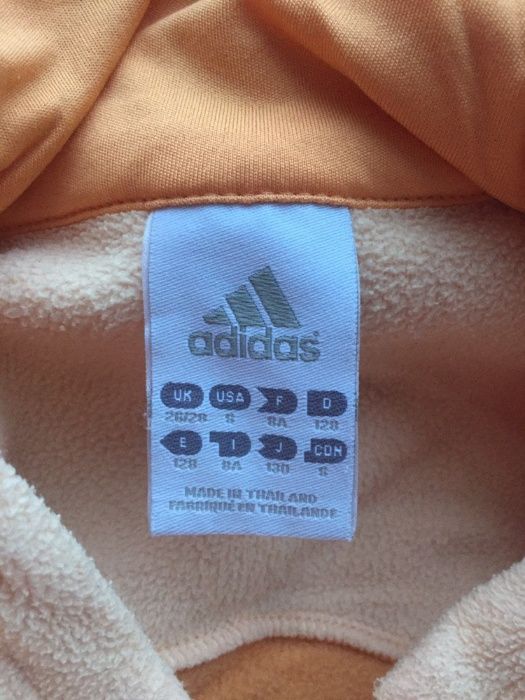 adidas
UK USA F D
26/28 S 8A 128
E I J CDN
128 8A 130 S
MADE IN THAILAND
FABRIQUÉ EN THAILANDE